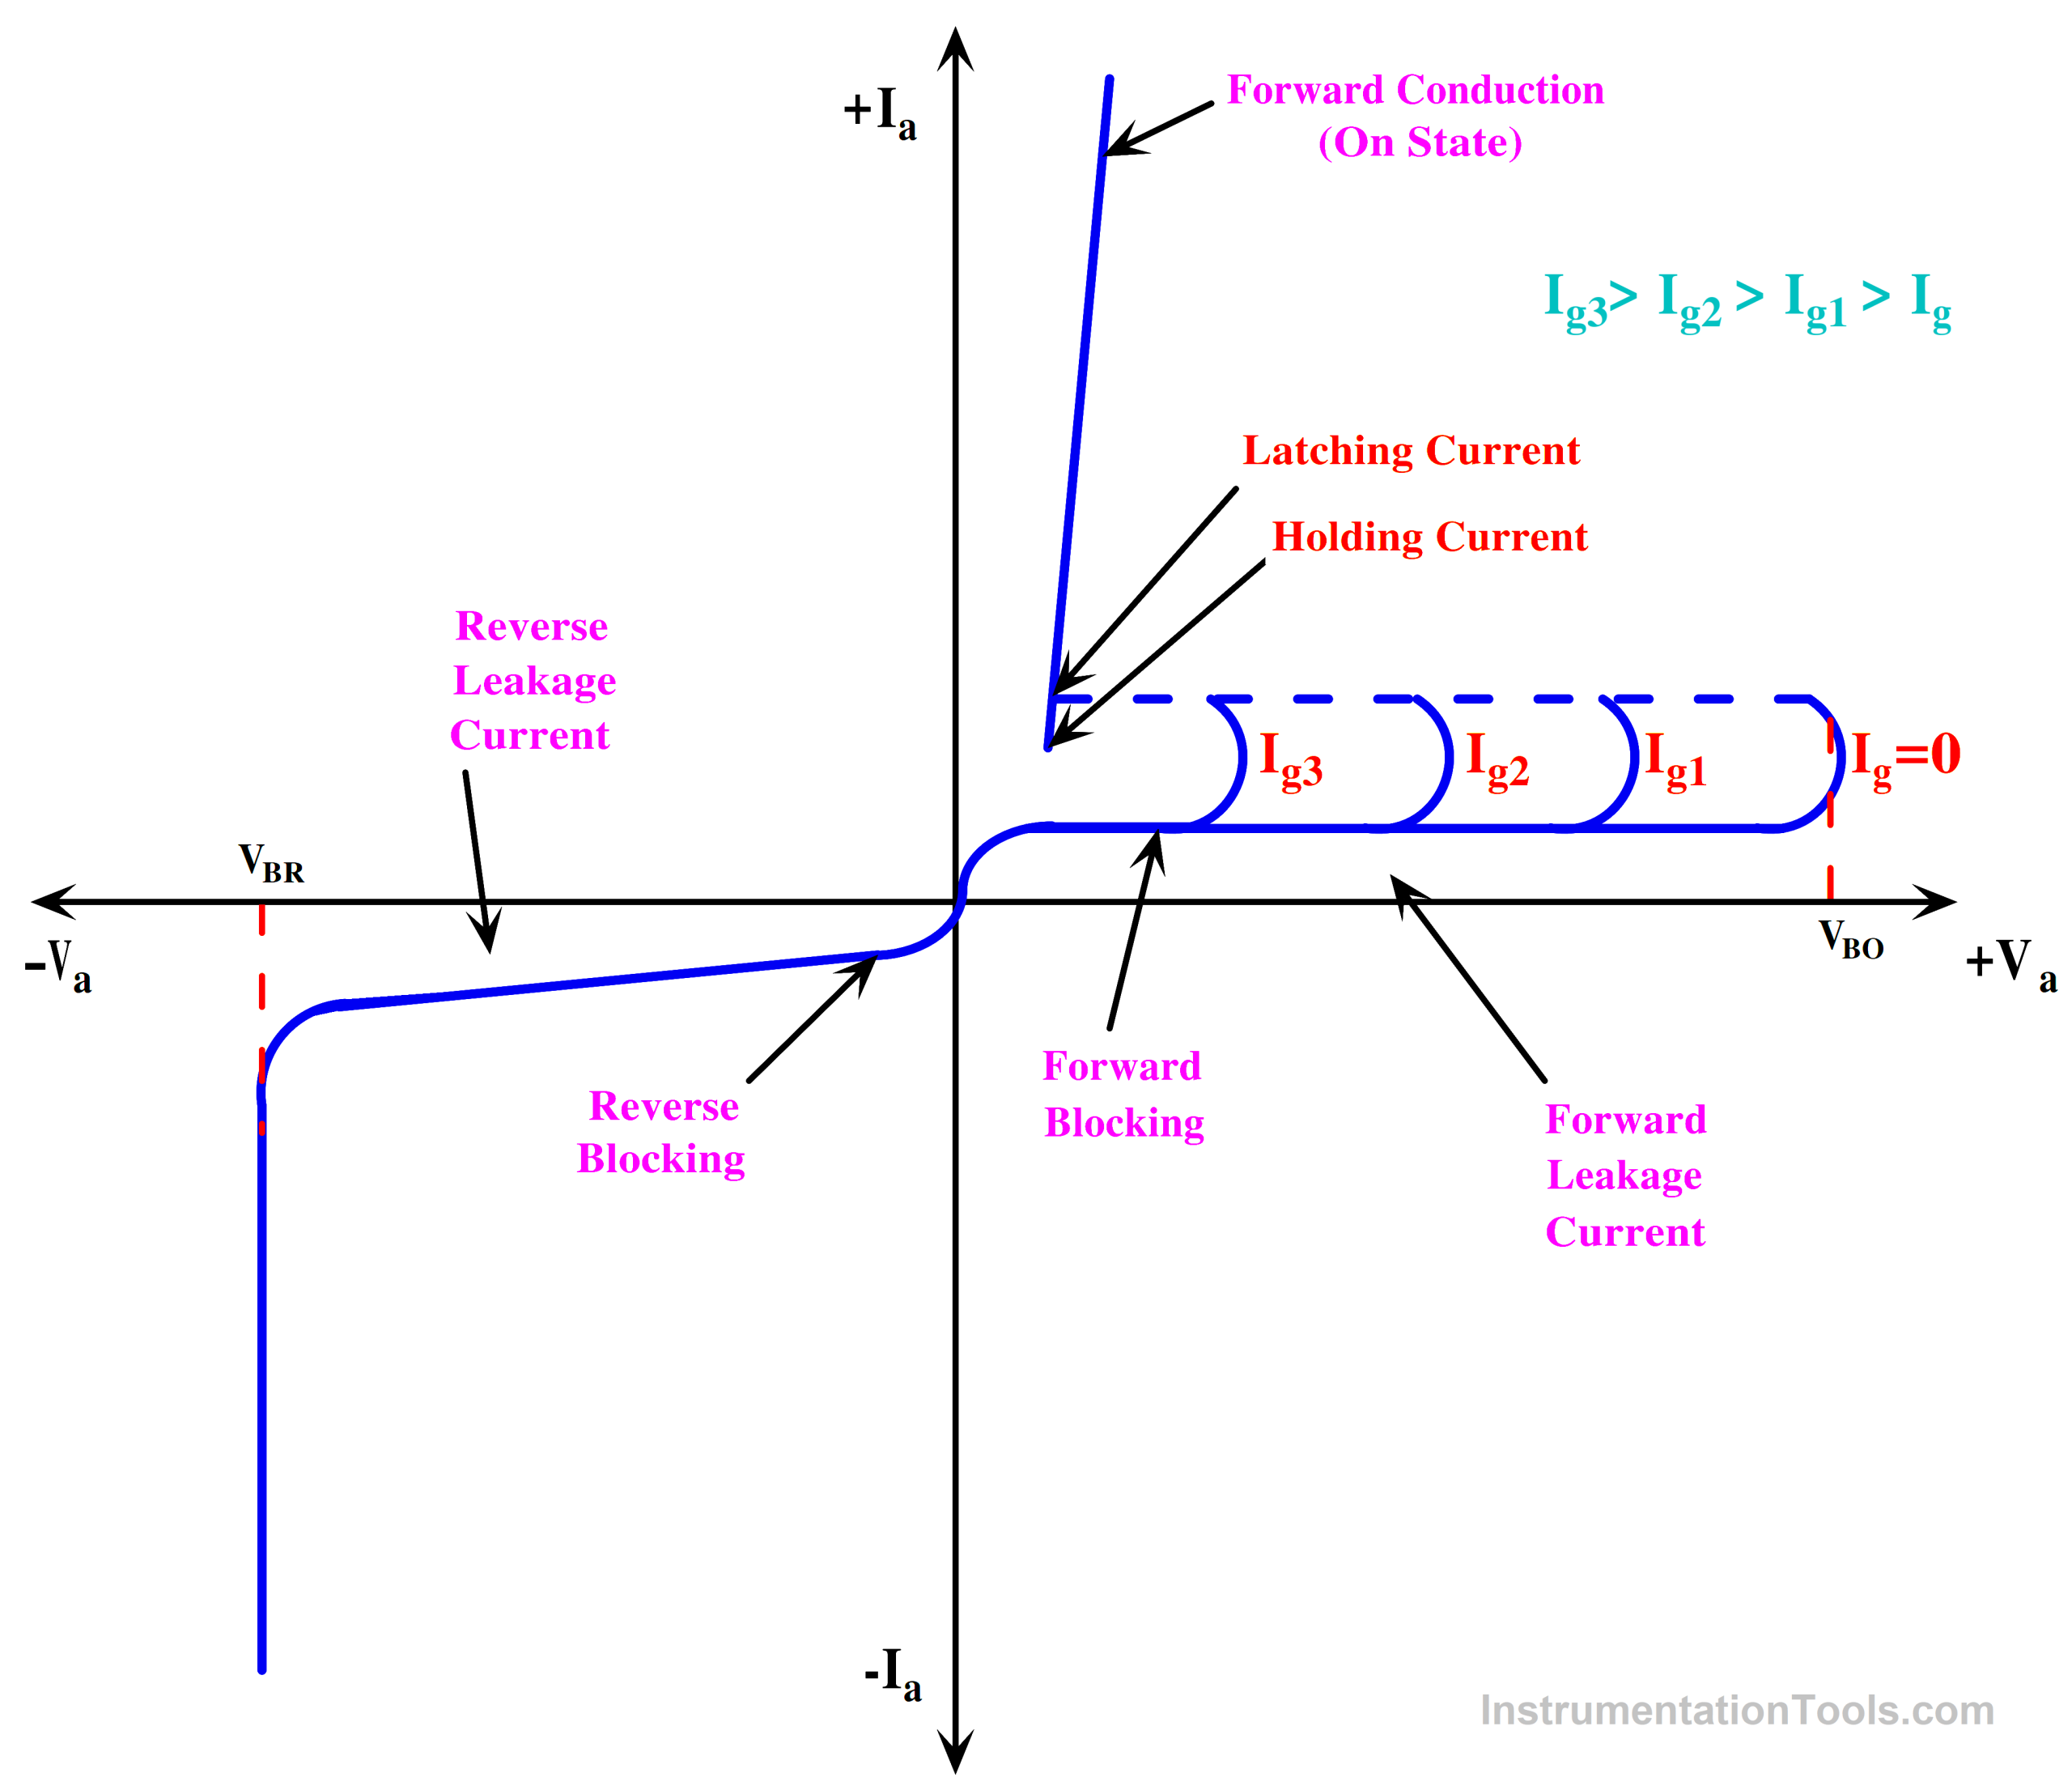 +Ia
Forward Conduction
(On State)
Ig3> Ig2 > Ig1 > Ig
Latching Current
Holding Current
Reverse
Leakage
Current
Ig3
Ig2
Ig1
Ig=0
VBR
VBO
-Va
+Va
Reverse
Blocking
Forward
Blocking
Forward
Leakage
Current
-Ia
InstrumentationTools.com